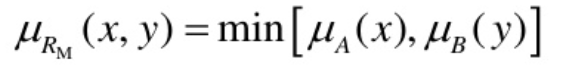 μ_{R_M}(x, y) = min[μ_A(x), μ_B(y)]